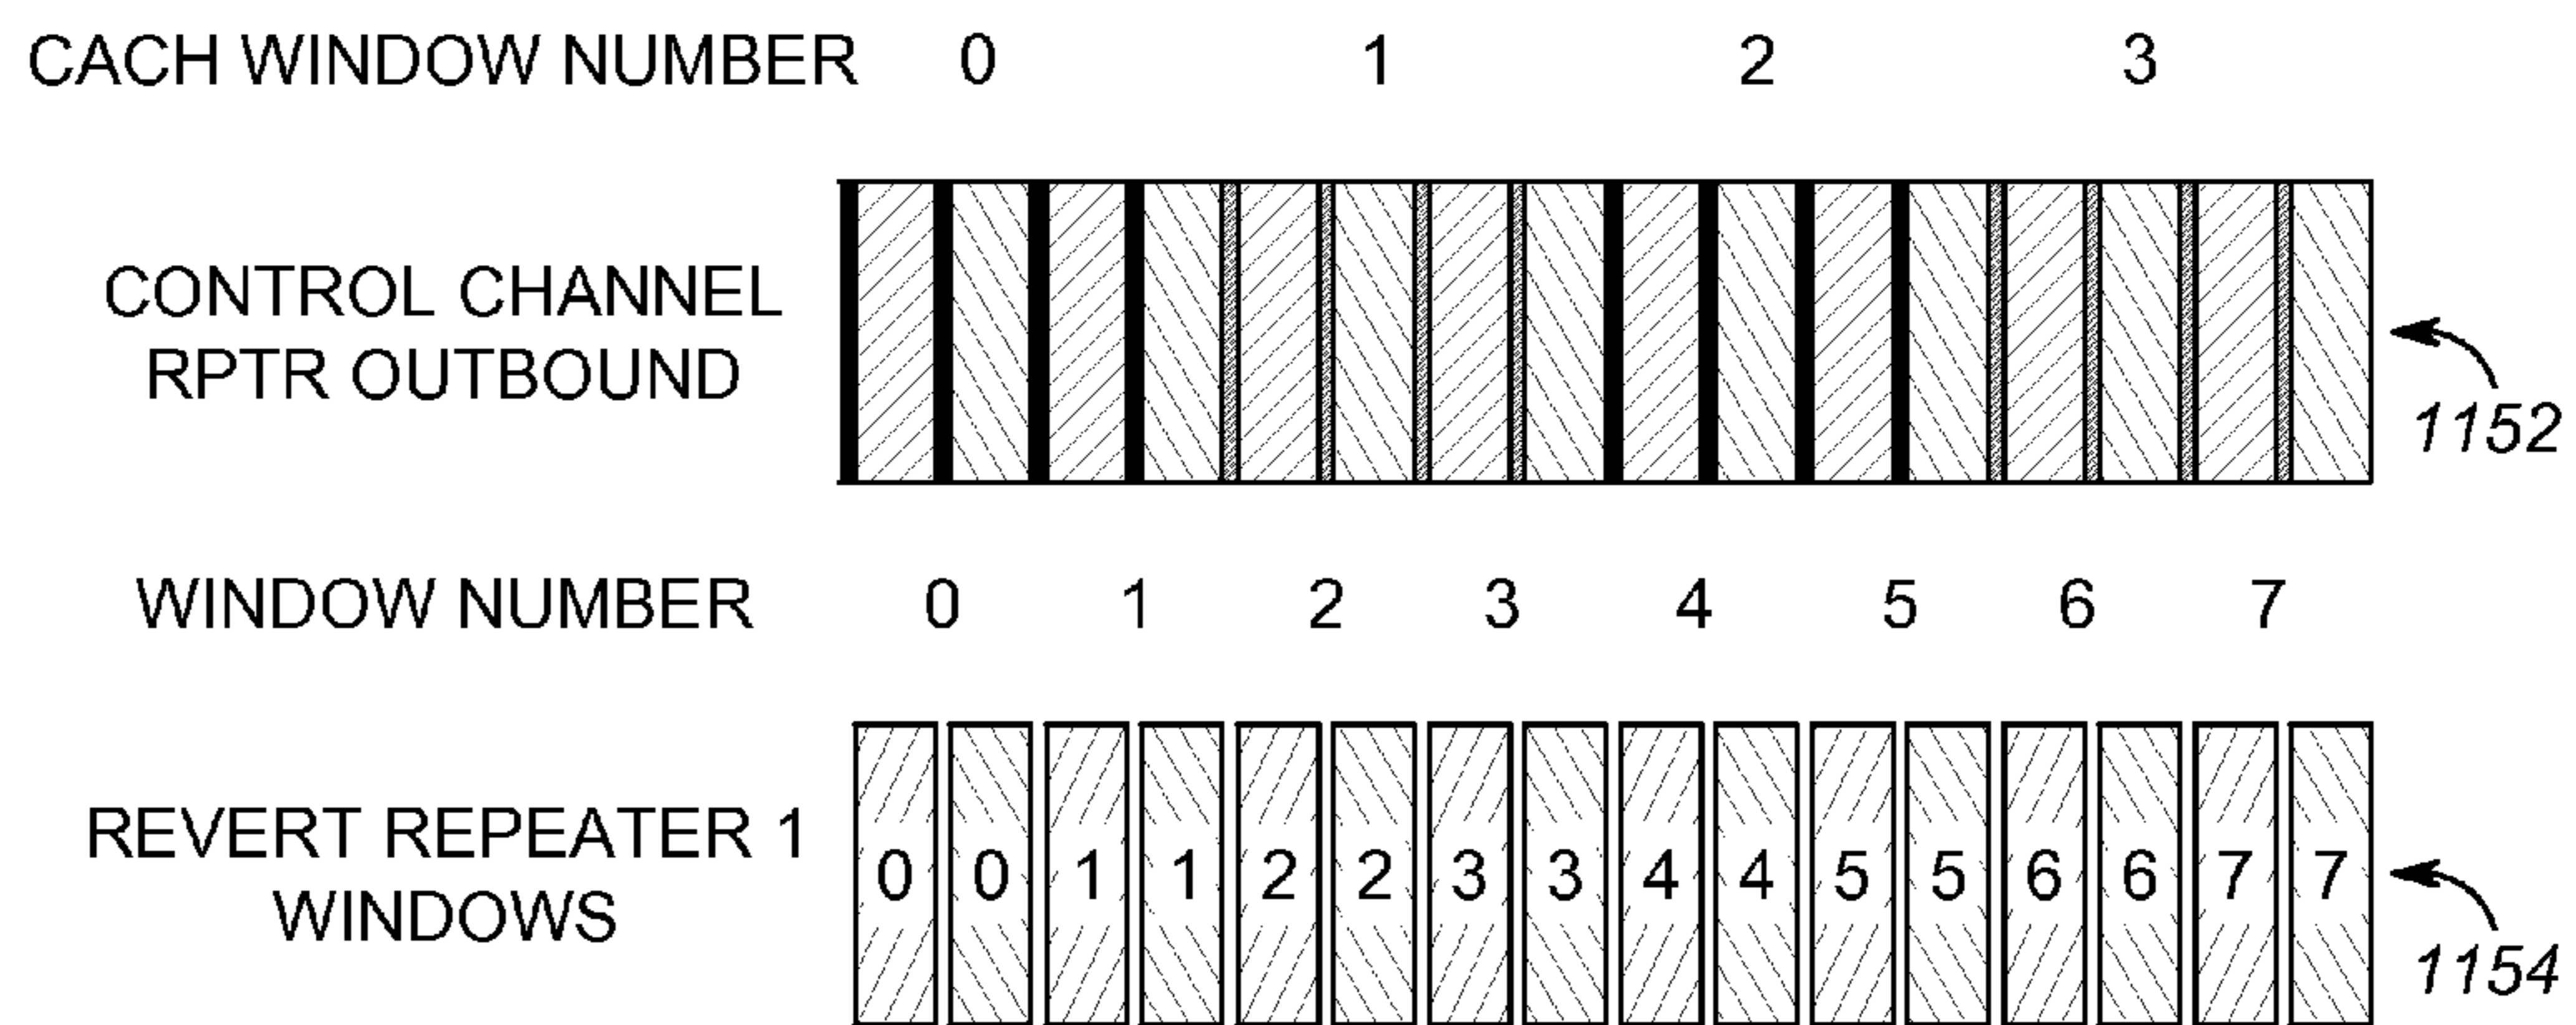 CACH WINDOW NUMBER 0 1 2 3
CONTROL CHANNEL
RPTR OUTBOUND
1152
WINDOW NUMBER 0 1 2 3 4 5 6 7
REVERT REPEATER 1
WINDOWS
0 0 1 1 2 2 3 3 4 4 5 5 6 6 7 7
1154